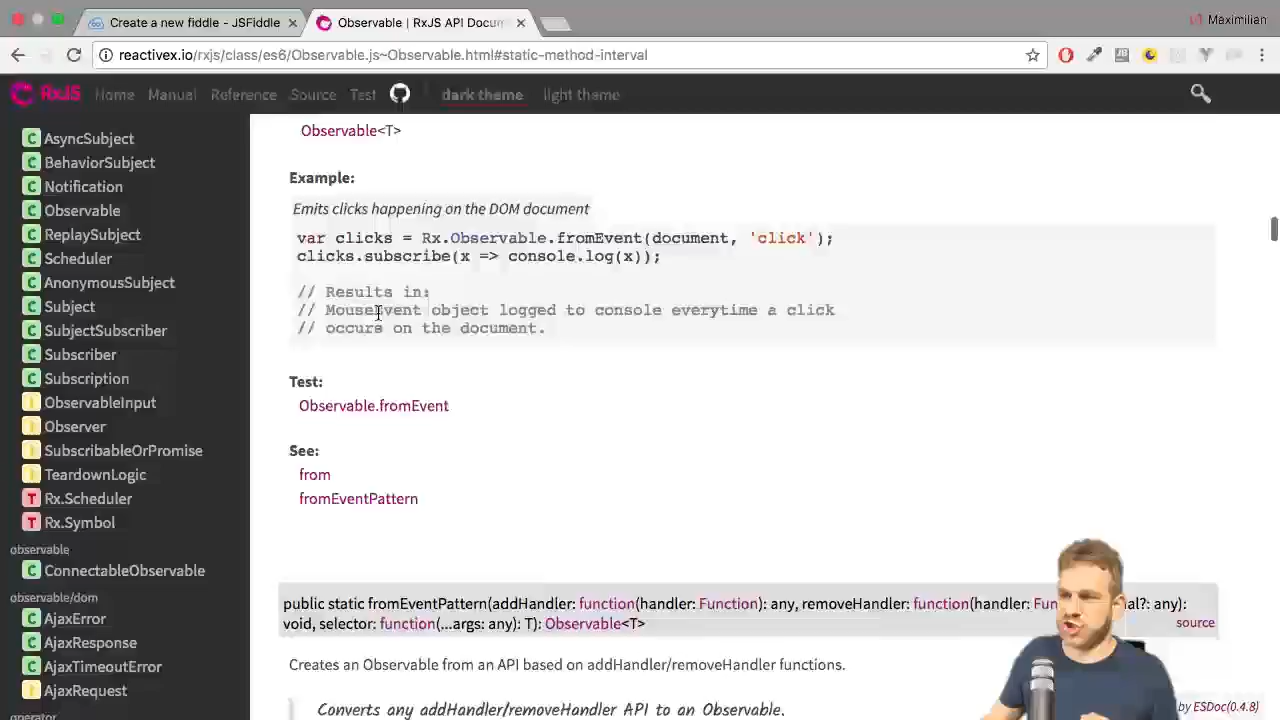 Create a new fiddle - JSFiddle
Observable | RxJS API Docum
Maximilian
reactivex.io/rxjs/class/es6/Observable.js~Observable.html#static-method-interval
RxJS Home Manual Reference Source Test dark theme light theme
AsyncSubject
BehaviorSubject
Notification
Observable
ReplaySubject
Scheduler
AnonymousSubject
Subject
SubjectSubscriber
Subscriber
Subscription
ObservableInput
Observer
SubscribableOrPromise
TeardownLogic
Rx.Scheduler
Rx.Symbol
observable
ConnectableObservable
observable/dom
AjaxError
AjaxResponse
AjaxTimeoutError
AjaxRequest
operator
Observable<T>
Example:
Emits clicks happening on the DOM document
var clicks = Rx.Observable.fromEvent(document, 'click');
clicks.subscribe(x => console.log(x));
// Results in:
// MouseEvent object logged to console everytime a click
// occurs on the document.
Test:
Observable.fromEvent
See:
from
fromEventPattern
public static fromEventPattern(addHandler: function(handler: Function): any, removeHandler: function(handler: Fun al?: any):
void, selector: function(...args: any): T): Observable<T>
source
Creates an Observable from an API based on addHandler/removeHandler functions.
Converts any addHandler/removeHandler API to an Observable.
by ESDoc(0.4.8)